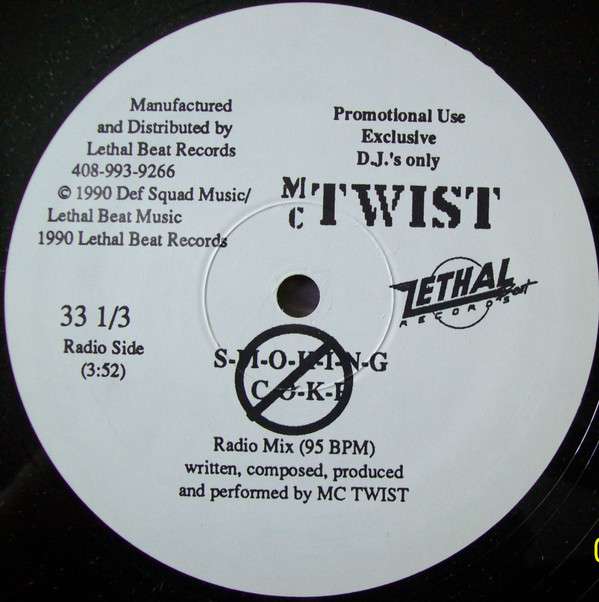 Manufactured
and Distributed by
Lethal Beat Records
408-993-9266
© 1990 Def Squad Music/
Lethal Beat Music
1990 Lethal Beat Records
Promotional Use
Exclusive
D.J.'s only
MC TWIST
LETHAL
Beat
RECORDS
33 1/3
Radio Side
(3:52)
S-M-O-K-I-N-G
C-O-K-E
Radio Mix (95 BPM)
written, composed, produced
and performed by MC TWIST